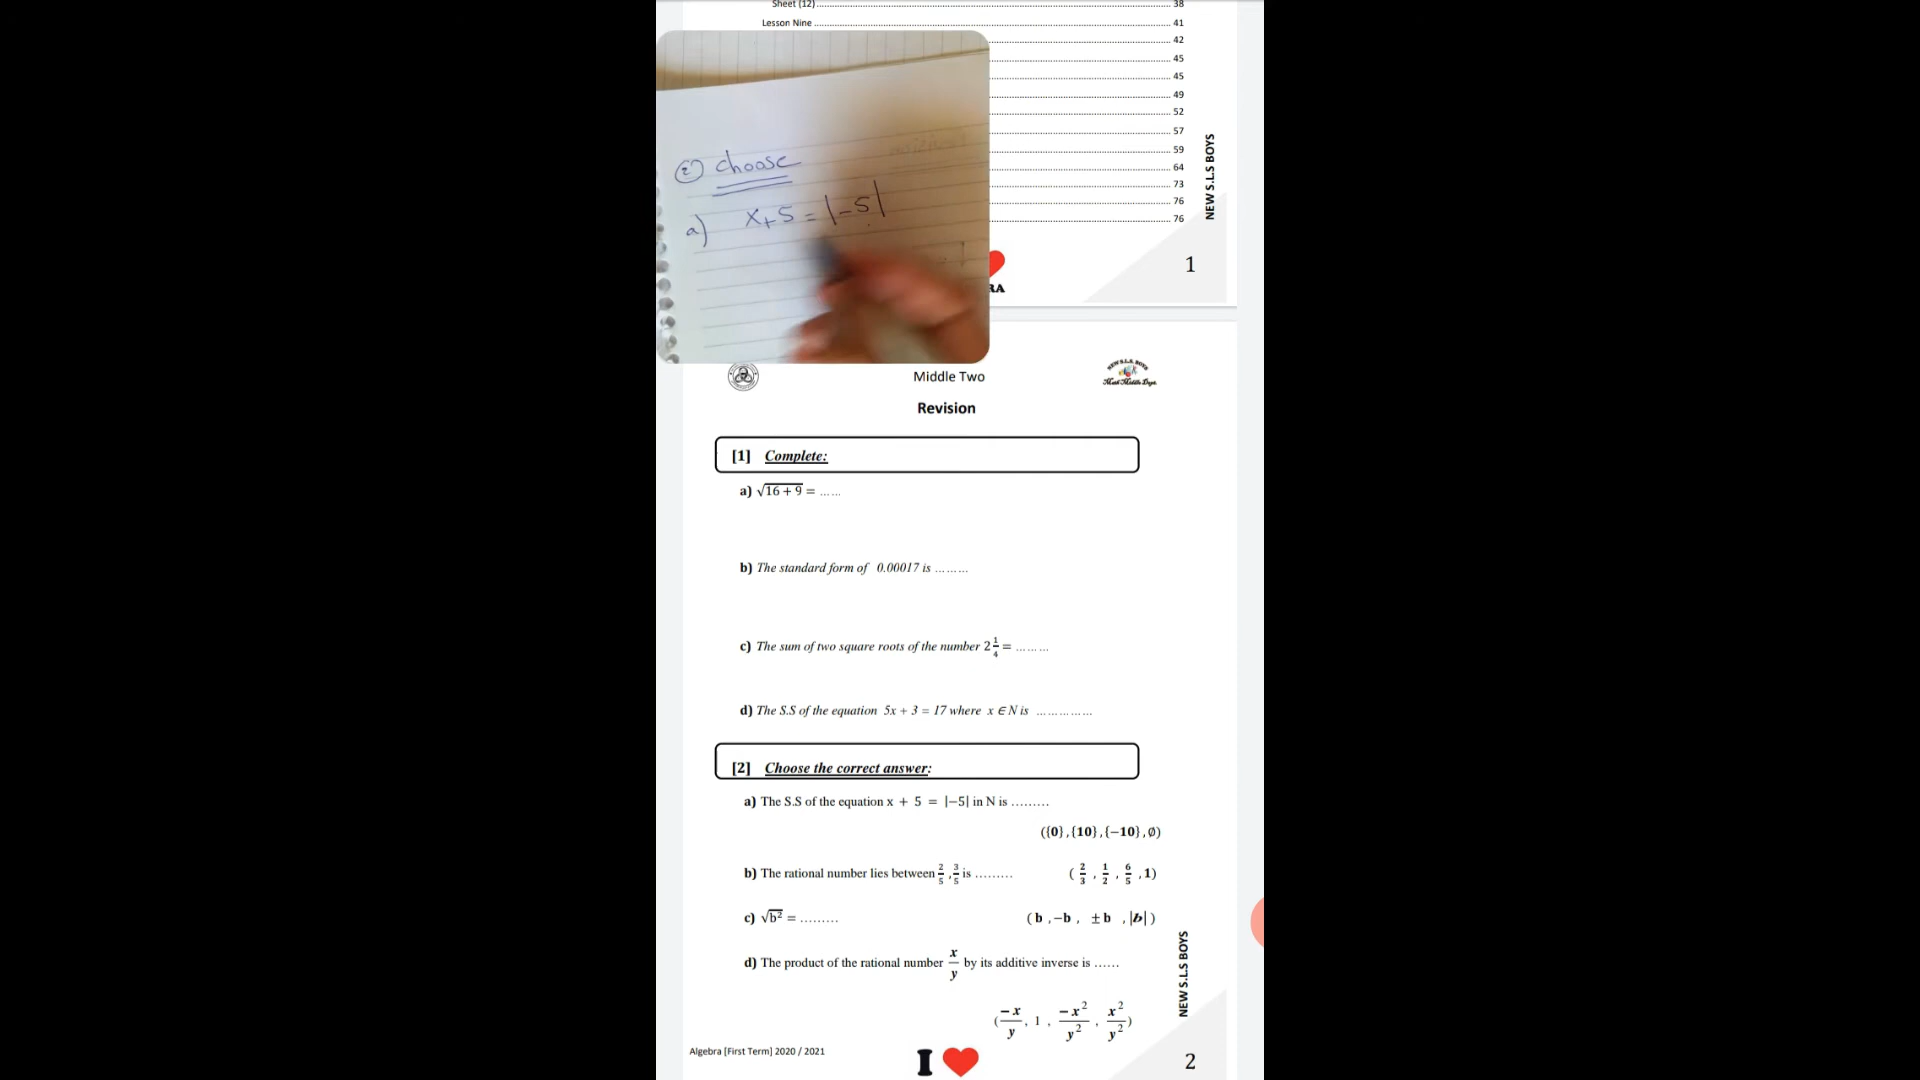 Sheet (12) ........ 38
Lesson Nine ........ 41
42
45
45
49
52
57
59
64
73
76
76
NEW S.L.S BOYS
② choose
a) x+5 = |-5|
RA
1
Middle Two
NEW S.L.S. BOYS
Revision
[1] Complete:
a) √(16 + 9) = ……
b) The standard form of 0.00017 is ………
c) The sum of two square roots of the number 2 1/4 = ………
d) The S.S of the equation 5x + 3 = 17 where x ∈ N is ……………
[2] Choose the correct answer:
a) The S.S of the equation x + 5 = |−5| in N is ………
({0},{10},{−10},∅)
b) The rational number lies between 2/5 , 3/5 is ……… ( 2/3 , 1/2 , 6/5 , 1)
c) √b² = ……… (b , −b , ±b , |b|)
d) The product of the rational number x/y by its additive inverse is ……
(−x/y , 1 , −x²/y² , x²/y²)
NEW S.L.S BOYS
Algebra [First Term] 2020 / 2021
I
2